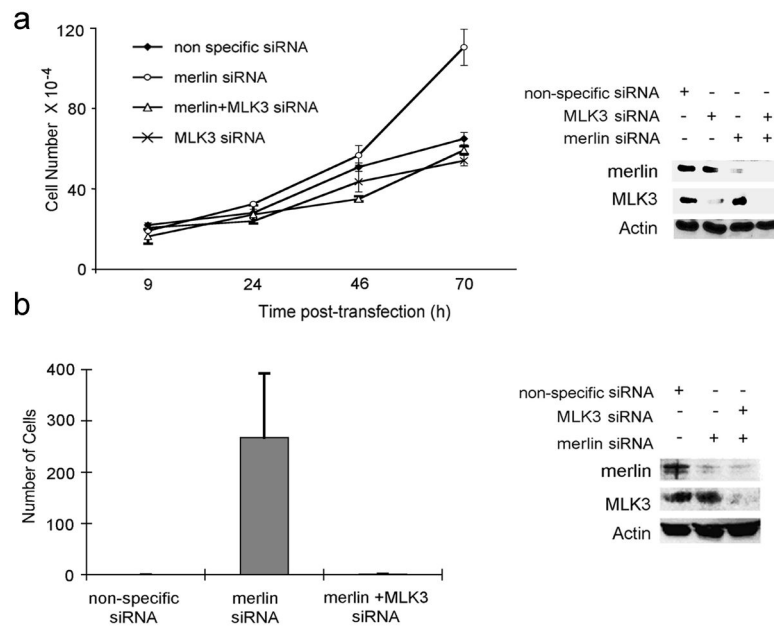 a
120
80
40
0
Cell Number X 10-4
non specific siRNA
merlin siRNA
merlin+MLK3 siRNA
MLK3 siRNA
9 24 46 70
Time post-transfection (h)
non-specific siRNA + - - -
MLK3 siRNA - + - +
merlin siRNA - - + +
merlin
MLK3
Actin
b
400
300
200
100
0
Number of Cells
non-specific siRNA
merlin siRNA
merlin +MLK3 siRNA
non-specific siRNA + - -
MLK3 siRNA - - +
merlin siRNA - + +
merlin
MLK3
Actin